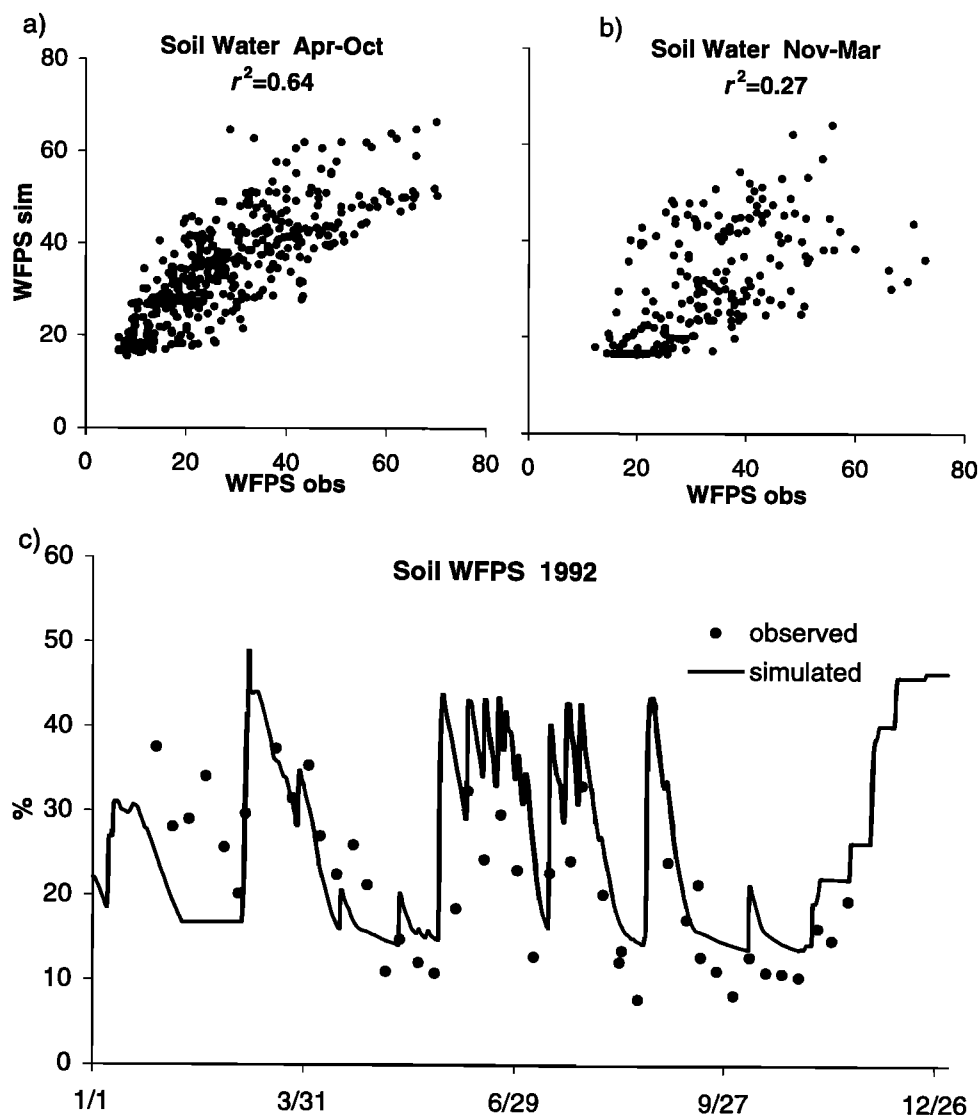 a)
Soil Water Apr-Oct
r²=0.64
80
60
40
20
0
WFPS sim
0 20 40 60 80
WFPS obs
b)
Soil Water Nov-Mar
r²=0.27
0 20 40 60 80
WFPS obs
c)
Soil WFPS 1992
observed
simulated
60
50
40
30
20
10
0
%
1/1 3/31 6/29 9/27 12/26